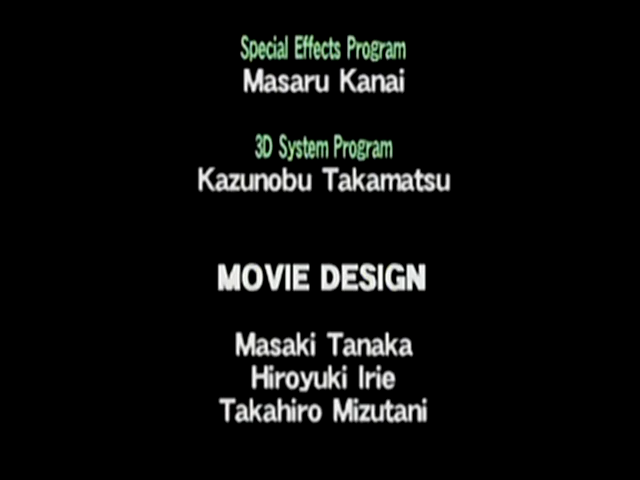 Special Effects Program
Masaru Kanai
3D System Program
Kazunobu Takamatsu
MOVIE DESIGN
Masaki Tanaka
Hiroyuki Irie
Takahiro Mizutani